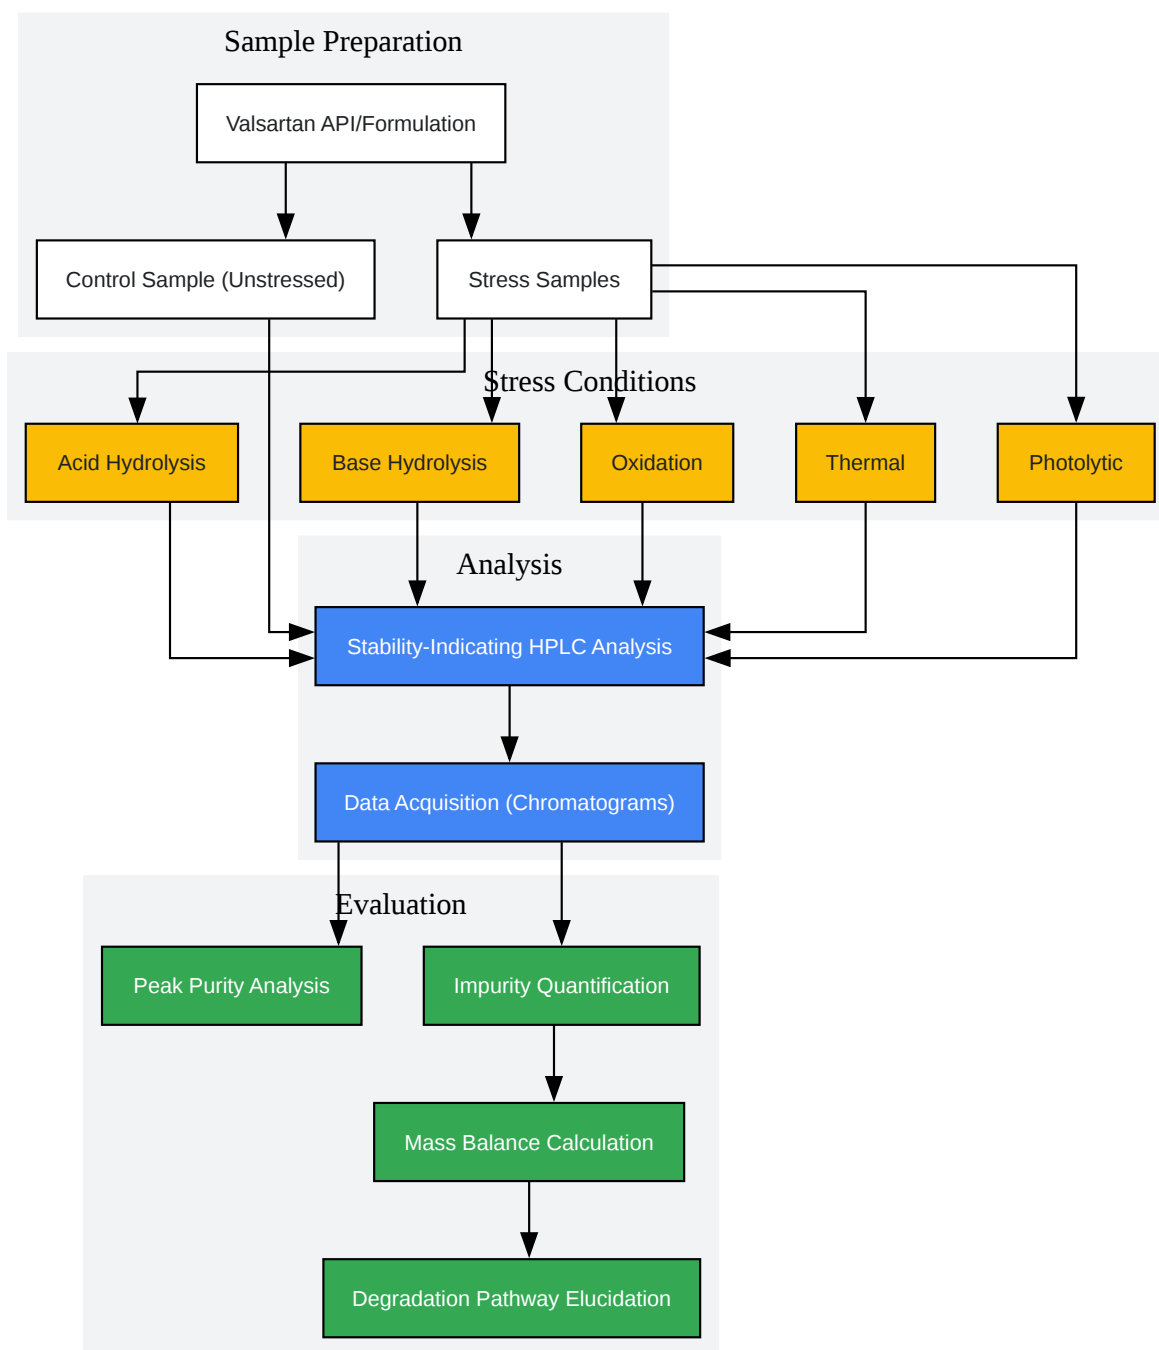 Sample Preparation
Valsartan API/Formulation
Control Sample (Unstressed)
Stress Samples
Stress Conditions
Acid Hydrolysis
Base Hydrolysis
Oxidation
Thermal
Photolytic
Analysis
Stability-Indicating HPLC Analysis
Data Acquisition (Chromatograms)
Evaluation
Peak Purity Analysis
Impurity Quantification
Mass Balance Calculation
Degradation Pathway Elucidation